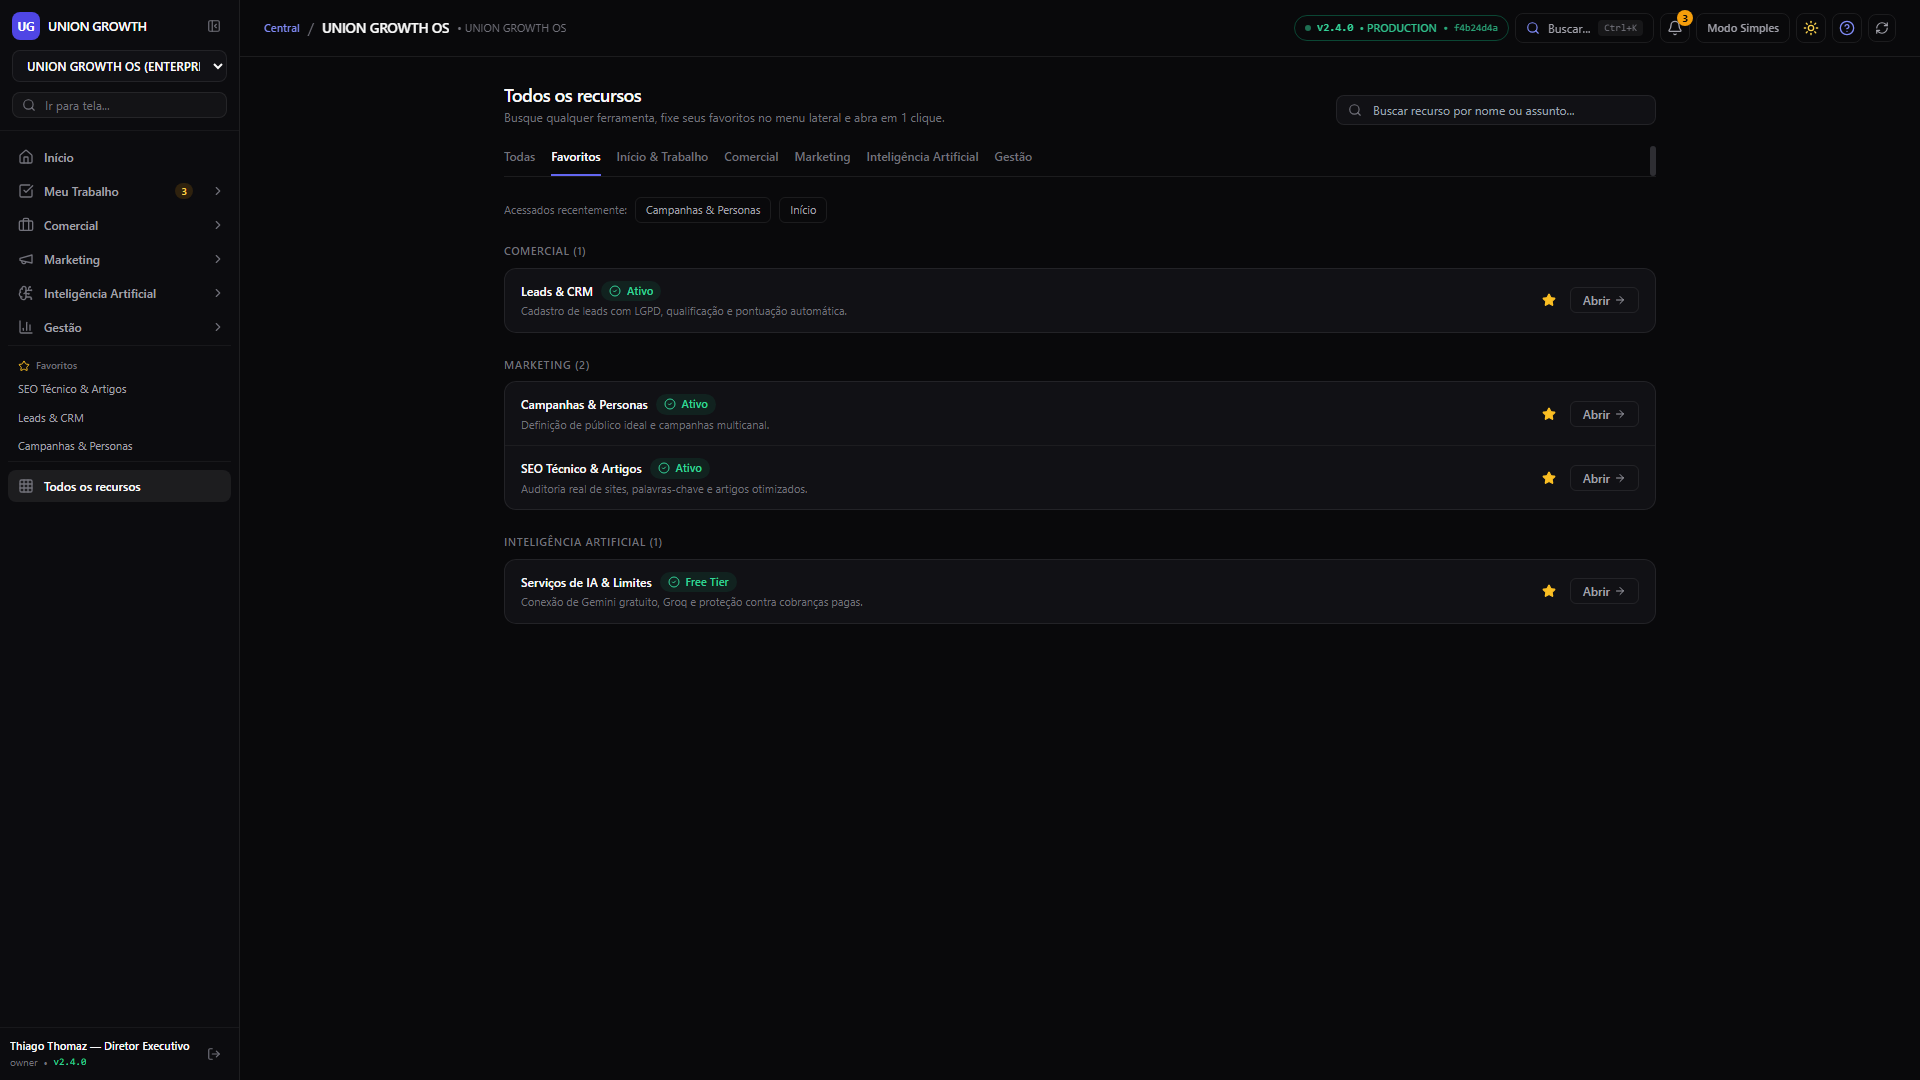 UG UNION GROWTH
UNION GROWTH OS (ENTERPRI
Ir para tela...
Início
Meu Trabalho 3
Comercial
Marketing
Inteligência Artificial
Gestão
Favoritos
SEO Técnico & Artigos
Leads & CRM
Campanhas & Personas
Todos os recursos
Thiago Thomaz — Diretor Executivo
owner • v2.4.0
Central / UNION GROWTH OS • UNION GROWTH OS
v2.4.0 • PRODUCTION • f4b24d4a
Buscar... Ctrl+K
3
Modo Simples
Todos os recursos
Busque qualquer ferramenta, fixe seus favoritos no menu lateral e abra em 1 clique.
Buscar recurso por nome ou assunto...
Todas Favoritos Início & Trabalho Comercial Marketing Inteligência Artificial Gestão
Acessados recentemente: Campanhas & Personas Início
COMERCIAL (1)
Leads & CRM Ativo
Cadastro de leads com LGPD, qualificação e pontuação automática.
Abrir
MARKETING (2)
Campanhas & Personas Ativo
Definição de público ideal e campanhas multicanal.
Abrir
SEO Técnico & Artigos Ativo
Auditoria real de sites, palavras-chave e artigos otimizados.
Abrir
INTELIGÊNCIA ARTIFICIAL (1)
Serviços de IA & Limites Free Tier
Conexão de Gemini gratuito, Groq e proteção contra cobranças pagas.
Abrir